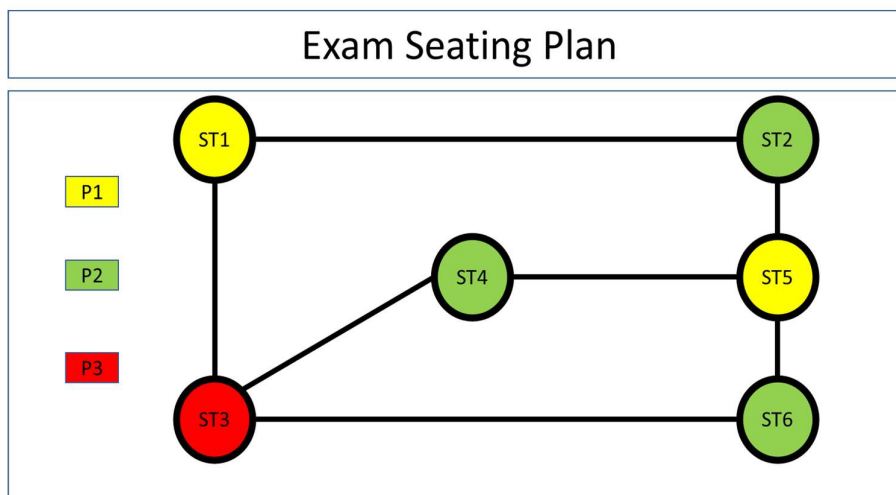 Exam Seating Plan
ST1
ST2
P1
P2
ST4
ST5
P3
ST3
ST6